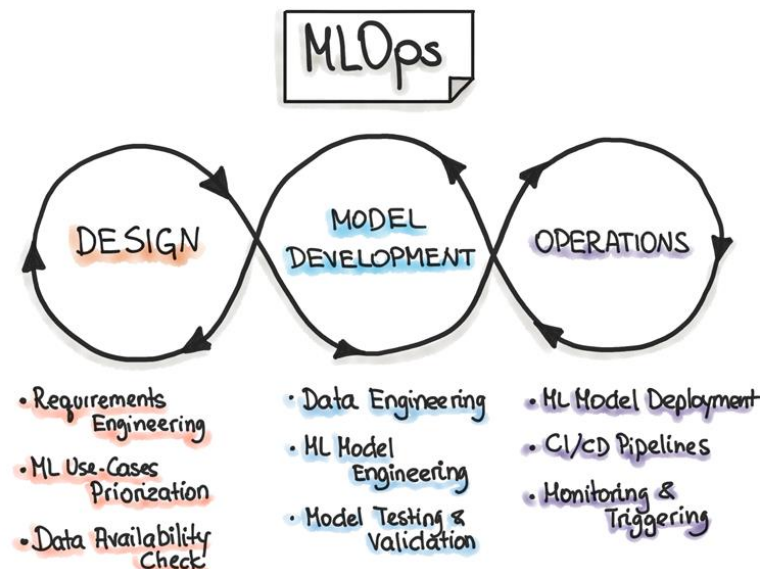 MLOps
DESIGN
MODEL
DEVELOPMENT
OPERATIONS
• Requirements
Engineering
• ML Use-Cases
Priorization
• Data Availability
Check
• Data Engineering
• ML Model
Engineering
• Model Testing &
Validation
• ML Model Deployment
• CI/CD Pipelines
• Monitoring &
Triggering